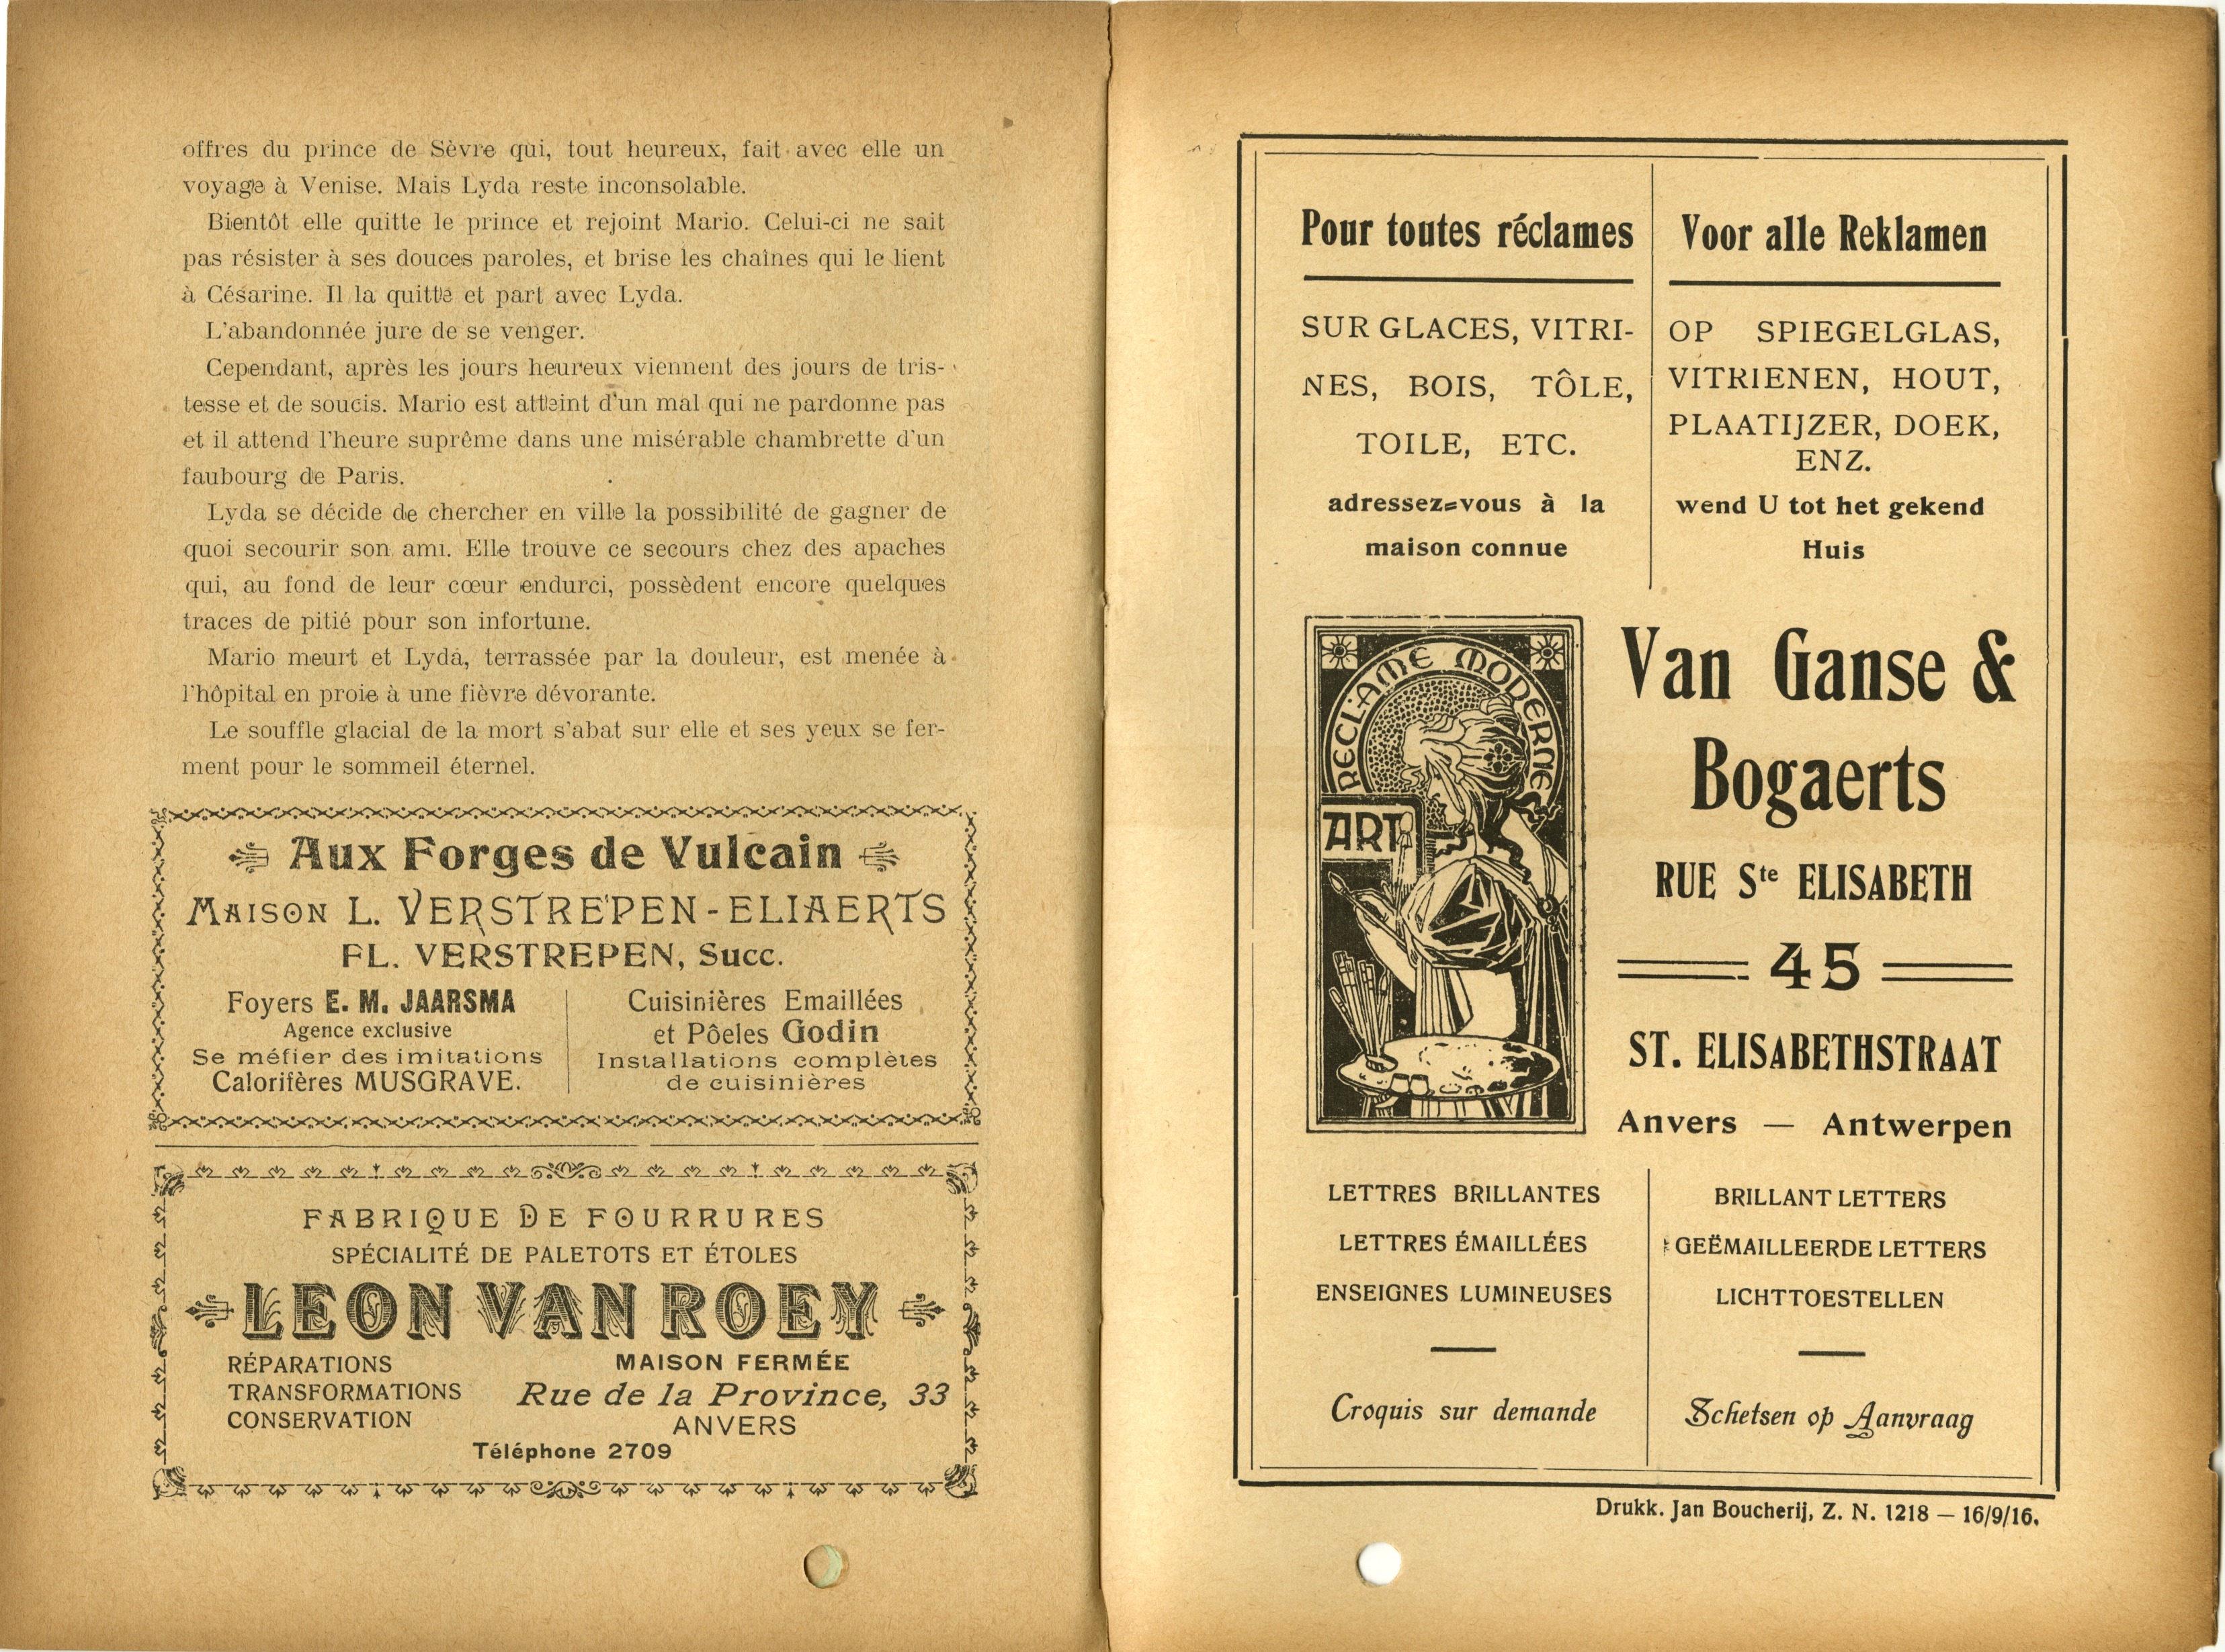 offres du prince de Sèvre qui, tout heureux, fait avec elle un
voyage à Venise. Mais Lyda reste inconsolable.
Bientôt elle quitte le prince et rejoint Mario. Celui-ci ne sait
pas résister à ses douces paroles, et brise les chaînes qui le lient
à Césarine. Il la quitte et part avec Lyda.
L'abandonnée jure de se venger.
Cependant, après les jours heureux viennent des jours de tris-
tesse et de soucis. Mario est atteint d'un mal qui ne pardonne pas
et il attend l'heure suprême dans une misérable chambrette d'un
faubourg de Paris.
Lyda se décide de chercher en ville la possibilité de gagner de
quoi secourir son ami. Elle trouve ce secours chez des apaches
qui, au fond de leur cœur endurci, possèdent encore quelques
traces de pitié pour son infortune.
Mario meurt et Lyda, terrassée par la douleur, est menée à
l'hôpital en proie à une fièvre dévorante.
Le souffle glacial de la mort s'abat sur elle et ses yeux se fer-
ment pour le sommeil éternel.
Aux Forges de Vulcain
MAISON L. VERSTREPEN-ELIAERTS
FL. VERSTREPEN, Succ.
Foyers E. M. JAARSMA
Agence exclusive
Se méfier des imitations
Calorifères MUSGRAVE.
Cuisinières Emaillées
et Pôeles Godin
Installations complètes
de cuisinières
FABRIQUE DE FOURRURES
SPÉCIALITÉ DE PALETOTS ET ÉTOLES
LEON VAN ROEY
RÉPARATIONS
TRANSFORMATIONS
CONSERVATION
MAISON FERMÉE
Rue de la Province, 33
ANVERS
Téléphone 2709
Pour toutes réclames
SUR GLACES, VITRI-
NES, BOIS, TÔLE,
TOILE, ETC.
adressez=vous à la
maison connue
Voor alle Reklamen
OP SPIEGELGLAS,
VITRIENEN, HOUT,
PLAATIJZER, DOEK,
ENZ.
wend U tot het gekend
Huis
RECLAME MODERNE
ART
Van Ganse &
Bogaerts
RUE Ste ELISABETH
45
ST. ELISABETHSTRAAT
Anvers — Antwerpen
LETTRES BRILLANTES
LETTRES ÉMAILLÉES
ENSEIGNES LUMINEUSES
Croquis sur demande
BRILLANT LETTERS
GEËMAILLEERDE LETTERS
LICHTTOESTELLEN
Schetsen op Aanvraag
Drukk. Jan Boucherij, Z. N. 1218 — 16/9/16.